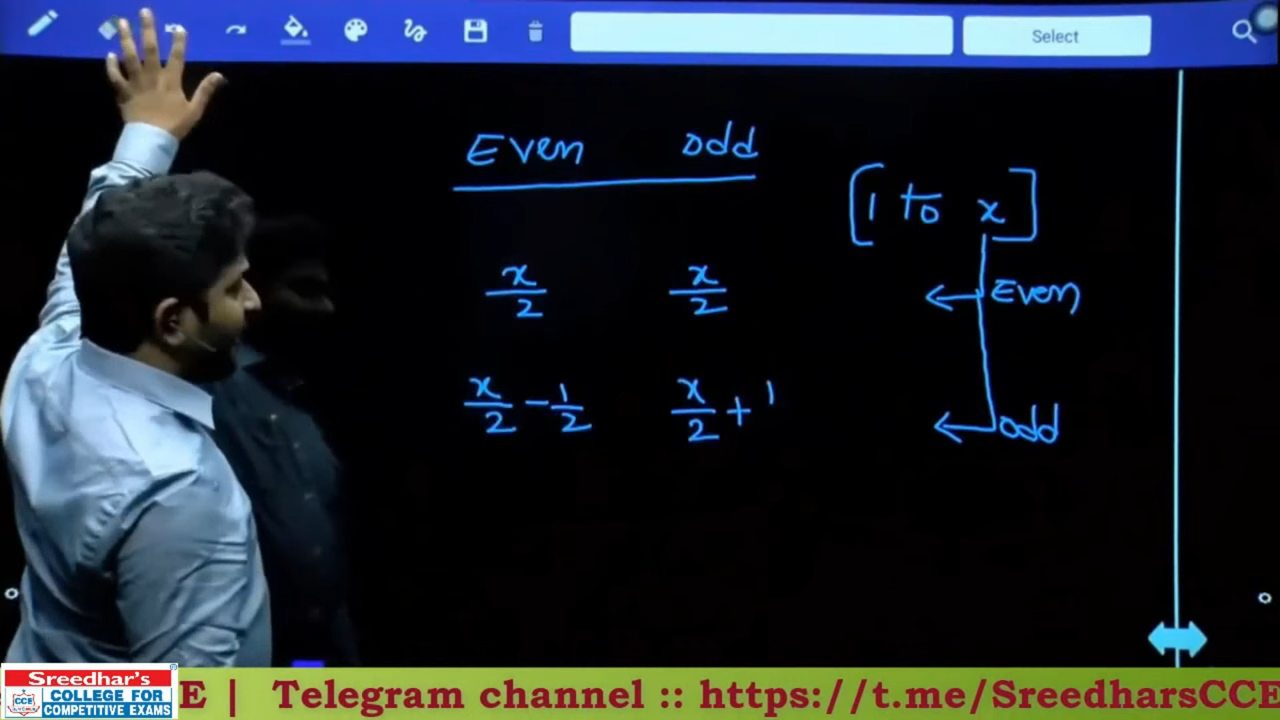 Select
Even odd
[1 to x]
x/2 x/2 ← Even
x/2 - 1/2 x/2 + 1 ← odd
Sreedhar's
CCE
COLLEGE FOR
COMPETITIVE EXAMS
E | Telegram channel :: https://t.me/SreedharsCCE